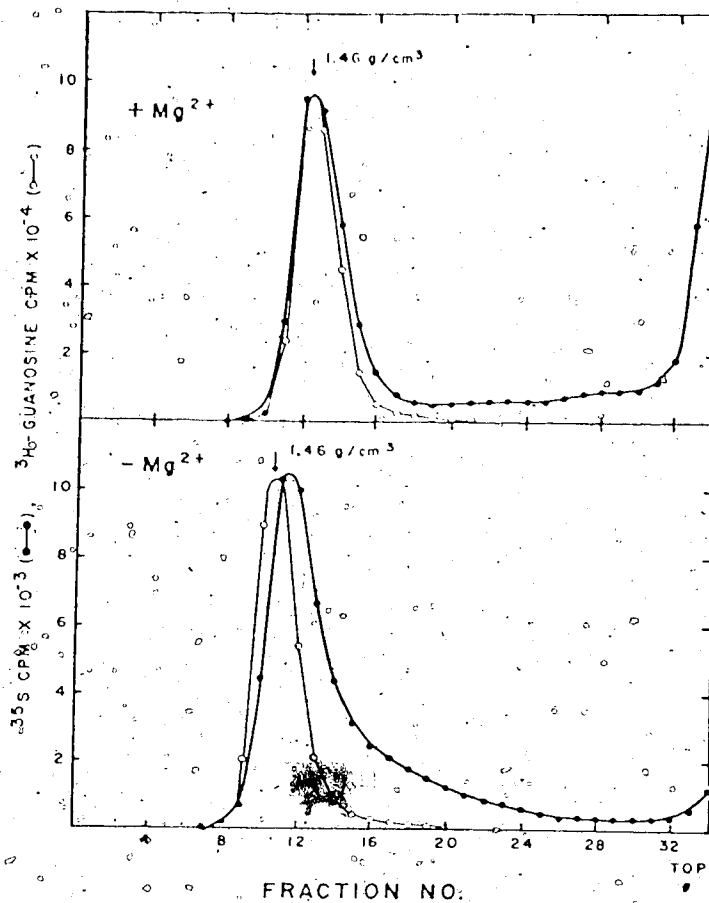 1.46 g/cm³
+ Mg²⁺
10
8
6
4
2
³H-GUANOSINE CPM X 10⁻⁴ (○—○)
1.46 g/cm³
- Mg²⁺
10
8
6
4
2
³⁵S CPM X 10⁻³ (●—●),
4
8
12
16
20
24
28
32
TOP
FRACTION NO.